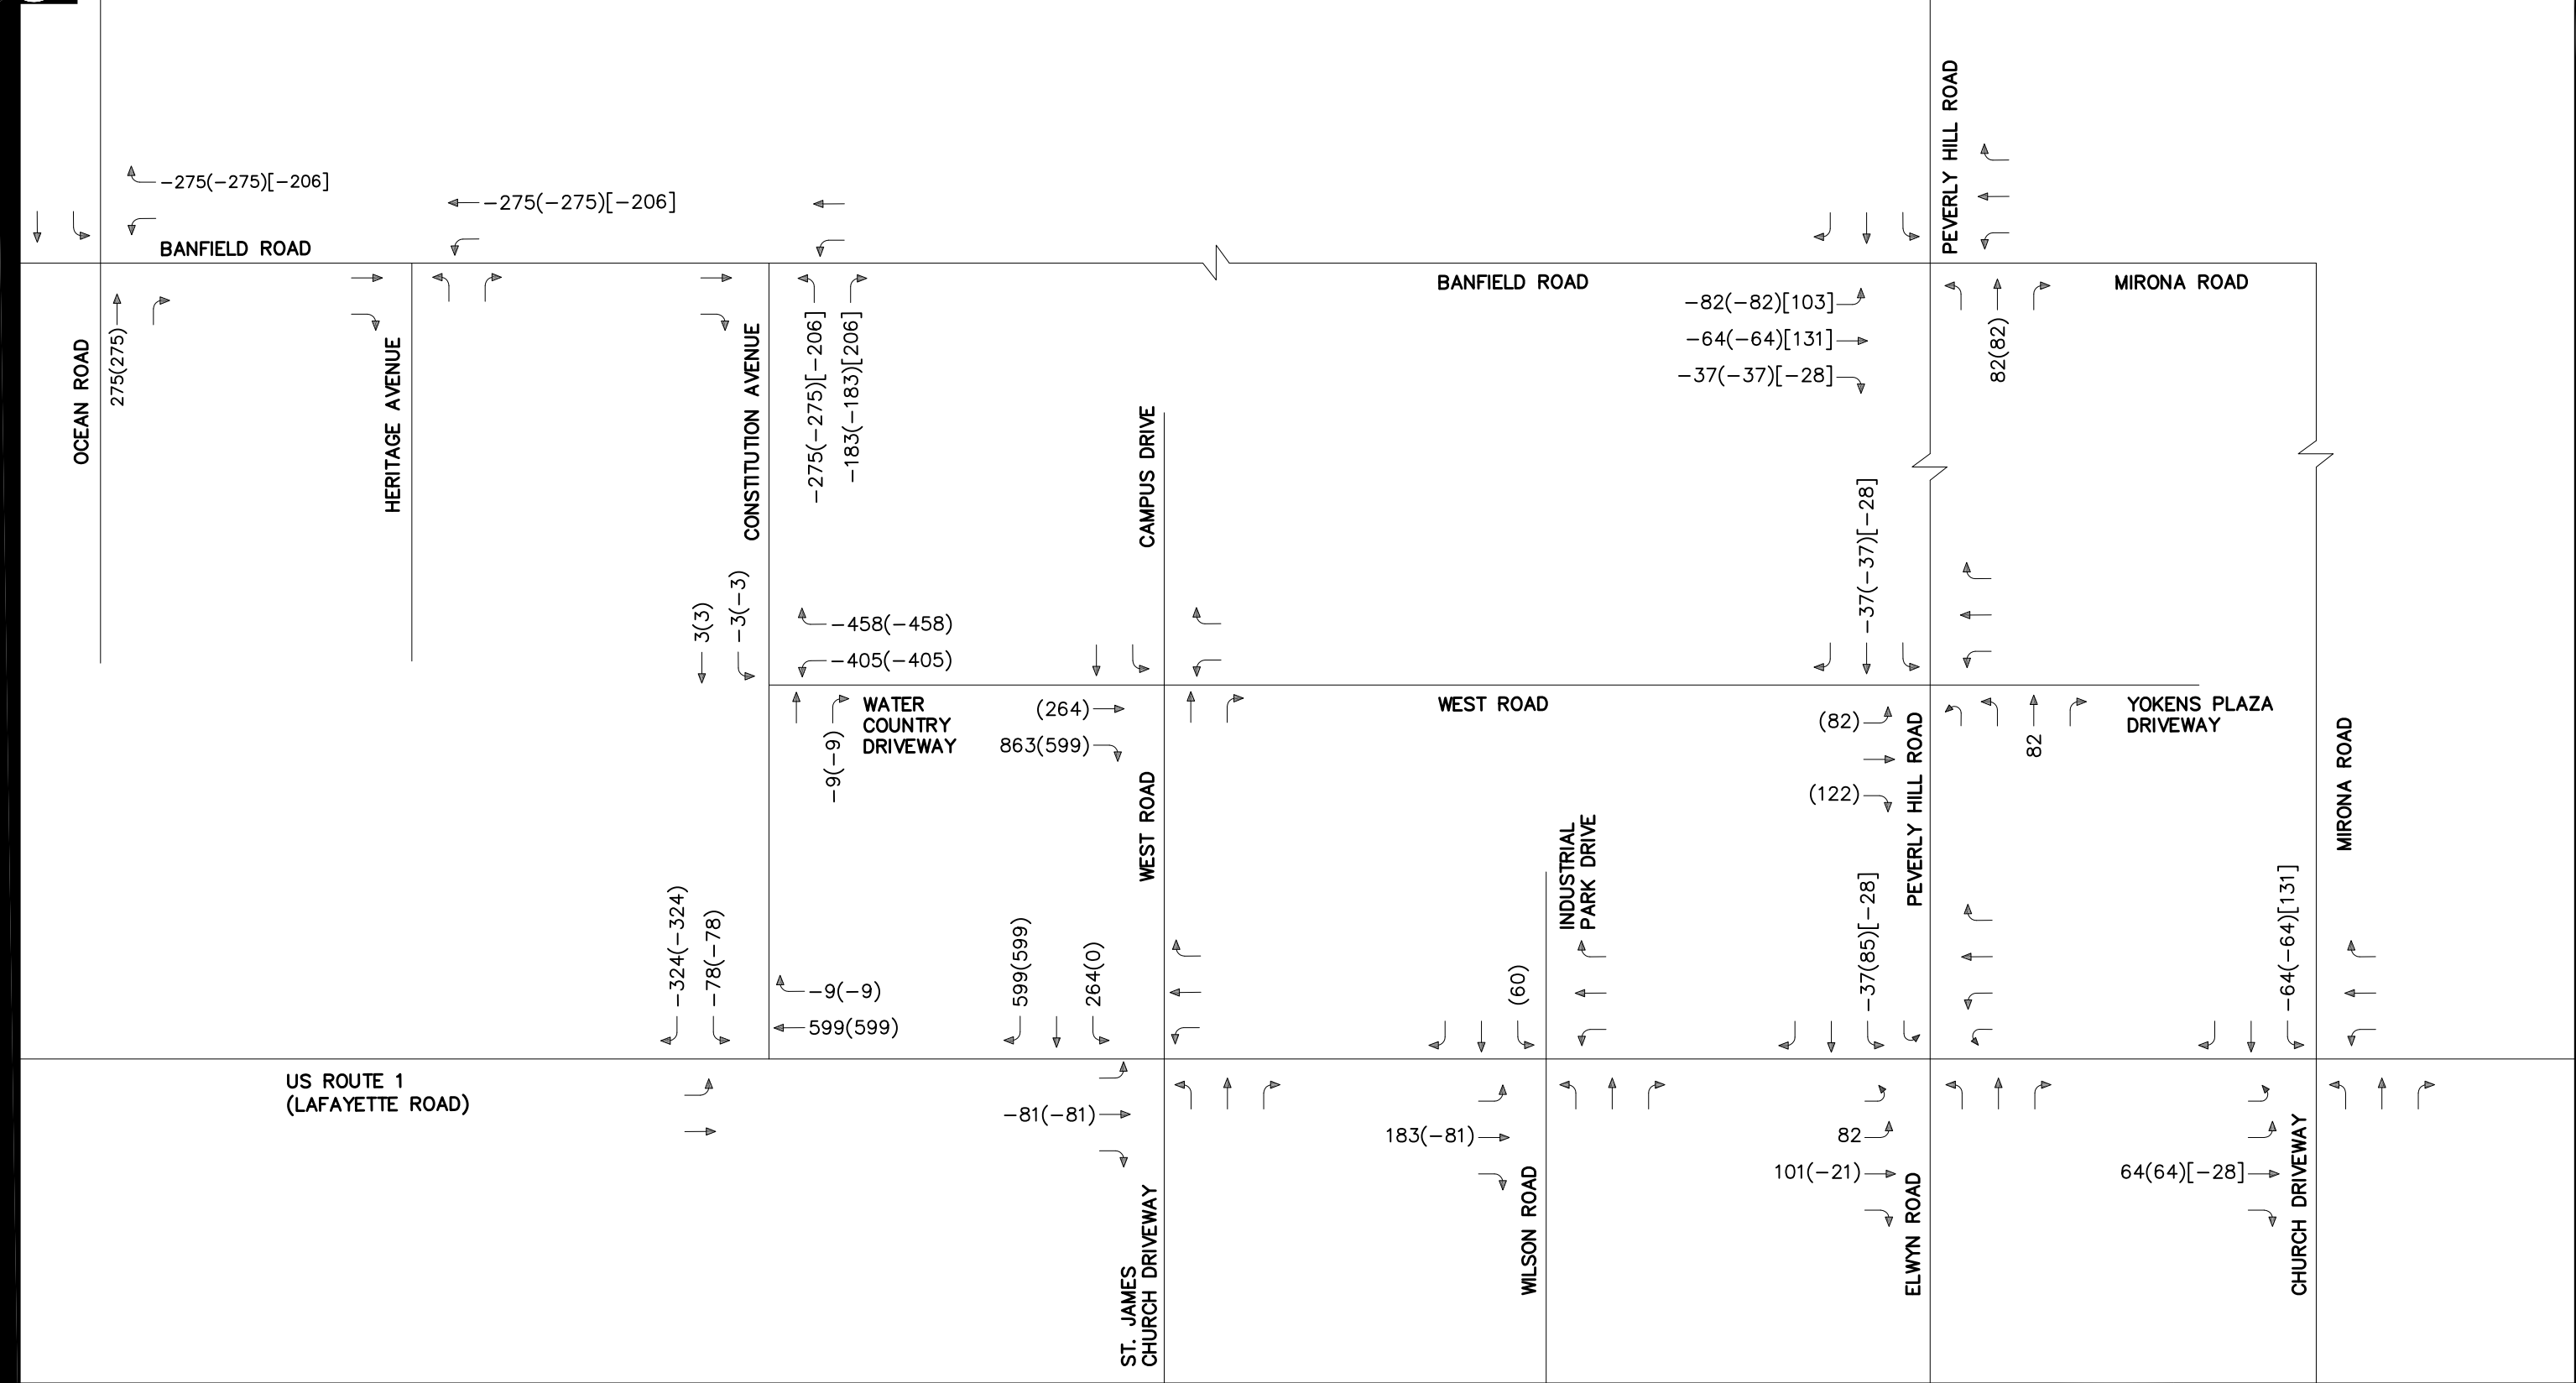 PEVERLY HILL ROAD
-275(-275)[-206]
-275(-275)[-206]
BANFIELD ROAD
BANFIELD ROAD
MIRONA ROAD
-82(-82)[103]
-64(-64)[131]
-37(-37)[-28]
82(82)
275(275)
OCEAN ROAD
HERITAGE AVENUE
CONSTITUTION AVENUE
-275(-275)[-206]
-183(-183)[206]
CAMPUS DRIVE
-37(-37)[-28]
3(3)
-3(-3)
-458(-458)
-405(-405)
WATER
COUNTRY
DRIVEWAY
-9(-9)
(264)
863(599)
WEST ROAD
WEST ROAD
(82)
(122)
PEVERLY HILL ROAD
82
YOKENS PLAZA
DRIVEWAY
MIRONA ROAD
INDUSTRIAL
PARK DRIVE
-324(-324)
-78(-78)
-9(-9)
599(599)
599(599)
264(0)
(60)
-37(85)[-28]
-64(-64)[131]
US ROUTE 1
(LAFAYETTE ROAD)
-81(-81)
183(-81)
82
101(-21)
64(64)[-28]
ST. JAMES
CHURCH DRIVEWAY
WILSON ROAD
ELWYN ROAD
CHURCH DRIVEWAY